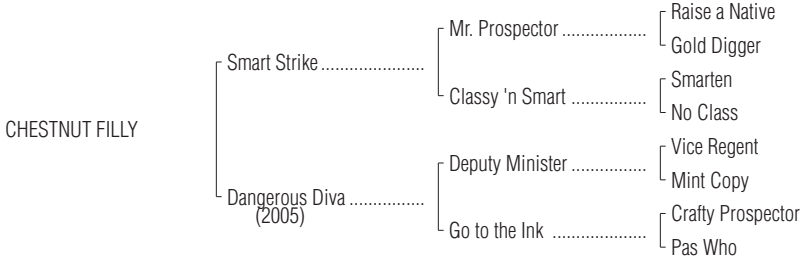 Raise a Native
Mr. Prospector ..................
Gold Digger
Smart Strike ......................
Smarten
Classy 'n Smart ................
No Class
CHESTNUT FILLY
Vice Regent
Deputy Minister ................
Mint Copy
Dangerous Diva ................
(2005)
Crafty Prospector
Go to the Ink ....................
Pas Who